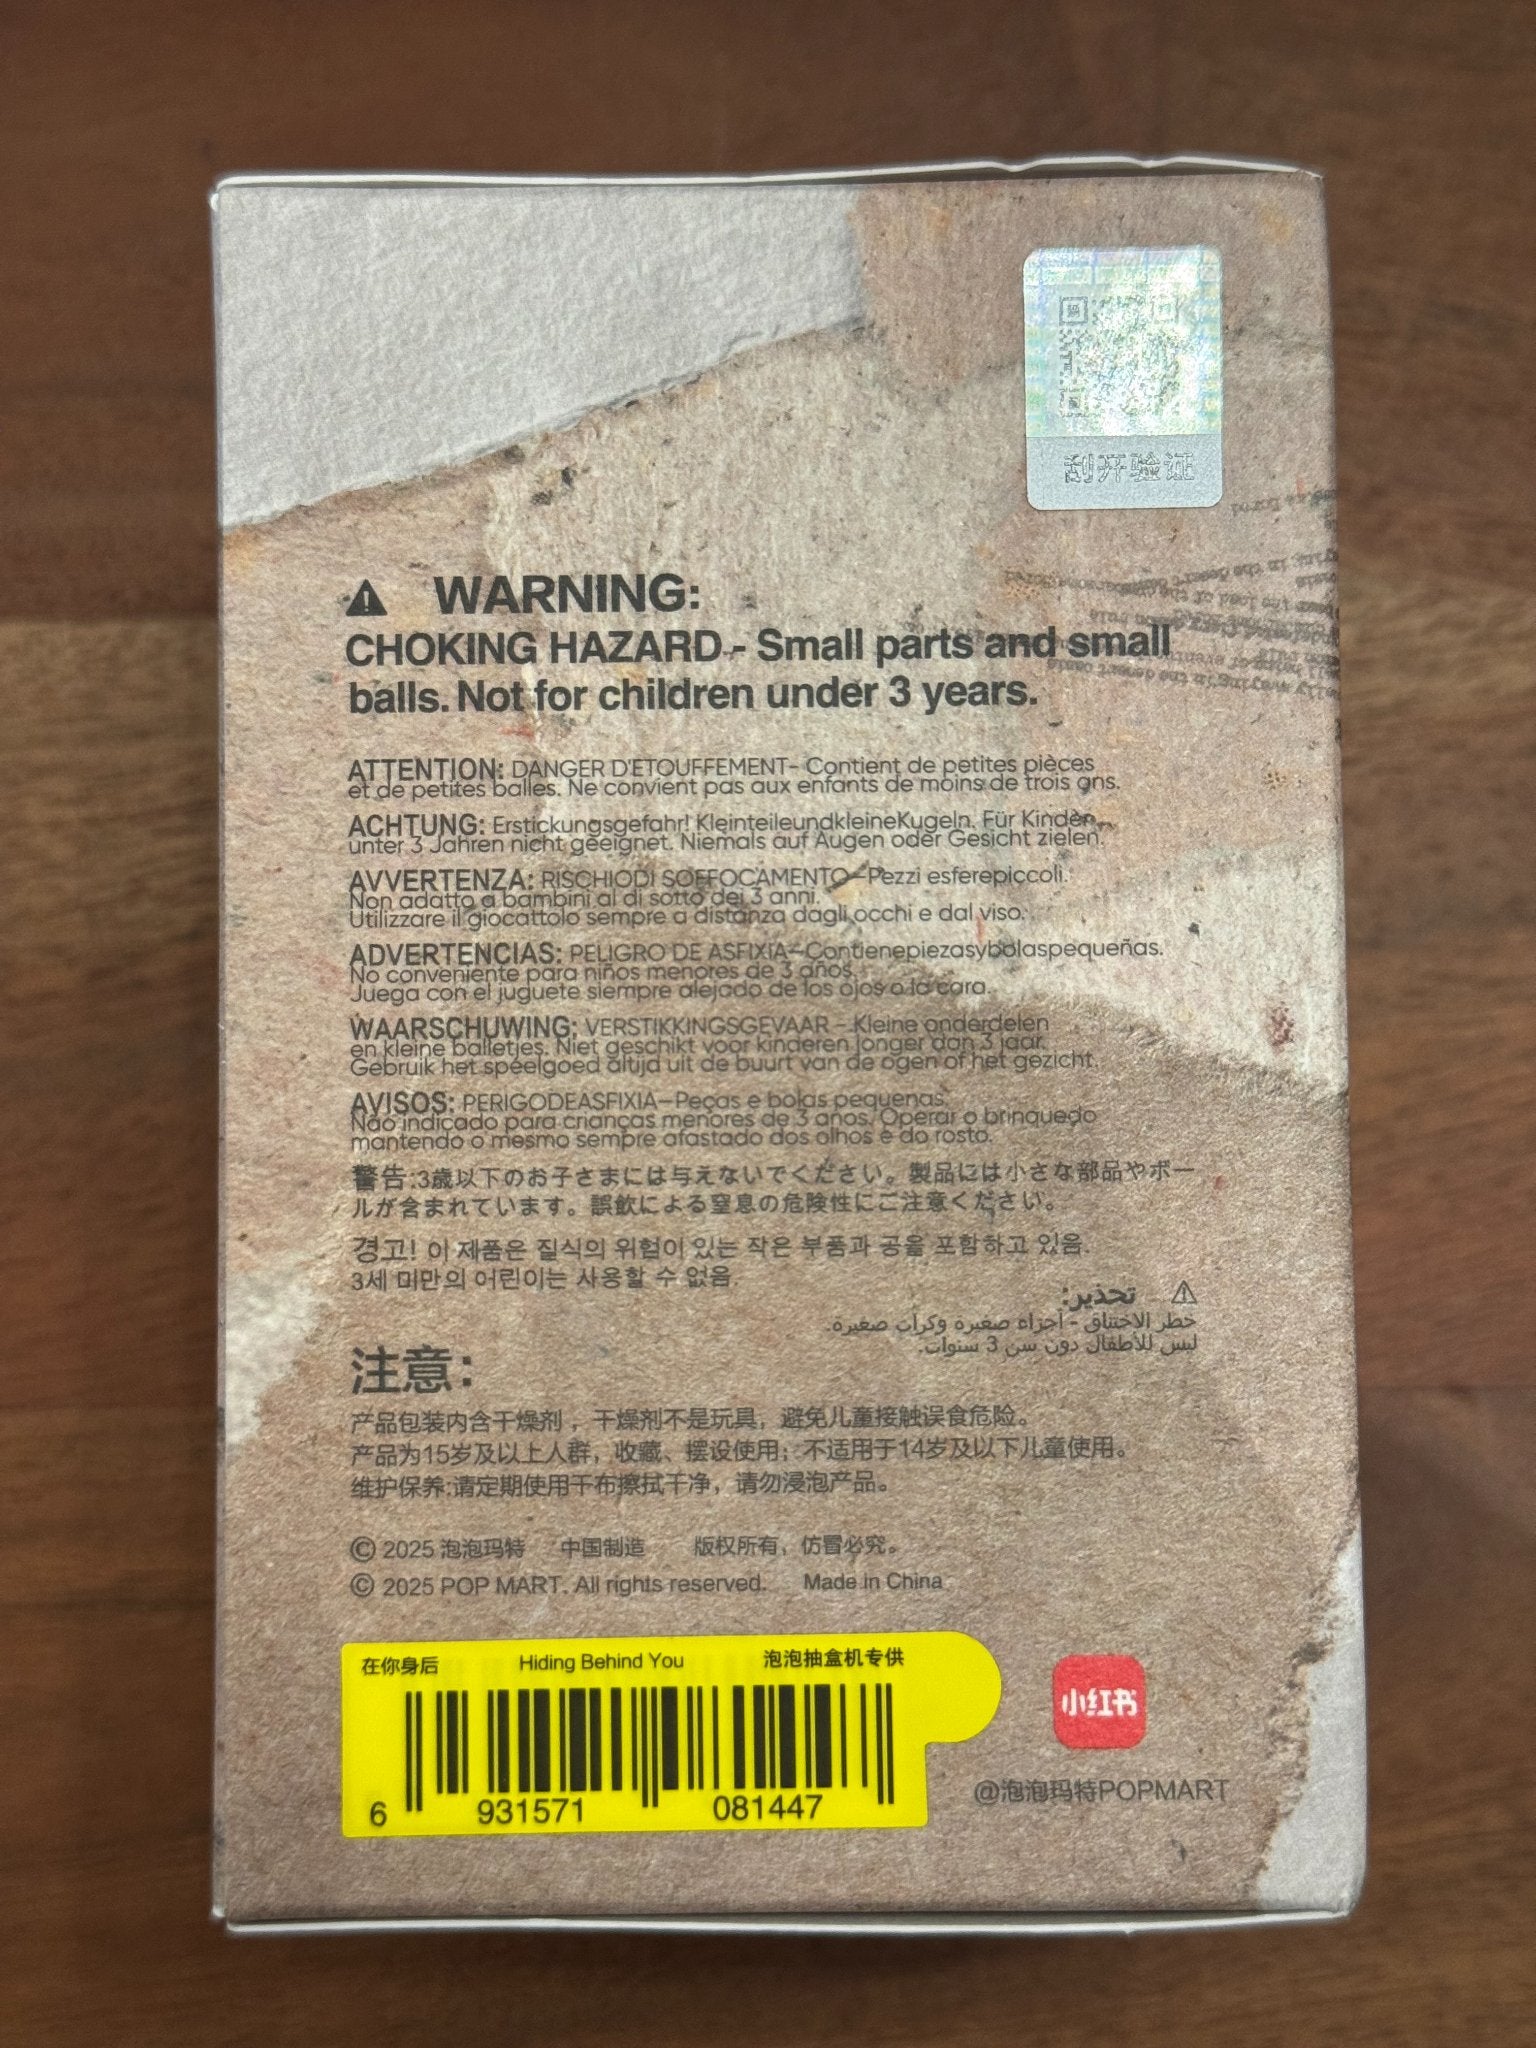 刮开验证
WARNING:
CHOKING HAZARD - Small parts and small
balls. Not for children under 3 years.
ATTENTION: DANGER D'ETOUFFEMENT- Contient de petites pièces
et de petites balles. Ne convient pas aux enfants de moins de trois ans.
ACHTUNG: Erstickungsgefahr! KleinteileundkleineKugeln. Für Kinder
unter 3 Jahren nicht geeignet. Niemals auf Augen oder Gesicht zielen.
AVVERTENZA: RISCHIODI SOFFOCAMENTO—Pezzi esferepiccoli.
Non adatto a bambini al di sotto dei 3 anni.
Utilizzare il giocattolo sempre a distanza dagli occhi e dal viso.
ADVERTENCIAS: PELIGRO DE ASFIXIA—Contienepiezasybolaspequeñas.
No conveniente para niños menores de 3 años.
Juega con el juguete siempre alejado de los ojos o la cara.
WAARSCHUWING: VERSTIKKINGSGEVAAR – Kleine onderdelen
en kleine balletjes. Niet geschikt voor kinderen jonger dan 3 jaar.
Gebruik het speelgoed altijd uit de buurt van de ogen of het gezicht.
AVISOS: PERIGODEASFIXIA—Peças e bolas pequenas.
Não indicado para crianças menores de 3 anos. Operar o brinquedo
mantendo o mesmo sempre afastado dos olhos e do rosto.
警告:3歳以下のお子さまには与えないでください。製品には小さな部品やボー
ルが含まれています。誤飲による窒息の危険性にご注意ください。
경고! 이 제품은 질식의 위험이 있는 작은 부품과 공을 포함하고 있음.
3세 미만의 어린이는 사용할 수 없음.
تحذير:
خطر الاختناق - أجزاء صغيرة وكرات صغيرة.
ليس للأطفال دون سن 3 سنوات.
注意：
产品包装内含干燥剂，干燥剂不是玩具，避免儿童接触误食危险。
产品为15岁及以上人群，收藏、摆设使用；不适用于14岁及以下儿童使用。
维护保养:请定期使用干布擦拭干净，请勿浸泡产品。
© 2025 泡泡玛特 中国制造 版权所有，仿冒必究。
© 2025 POP MART. All rights reserved. Made in China
在你身后 Hiding Behind You 泡泡抽盒机专供
6 931571 081447
小红书
@泡泡玛特POPMART